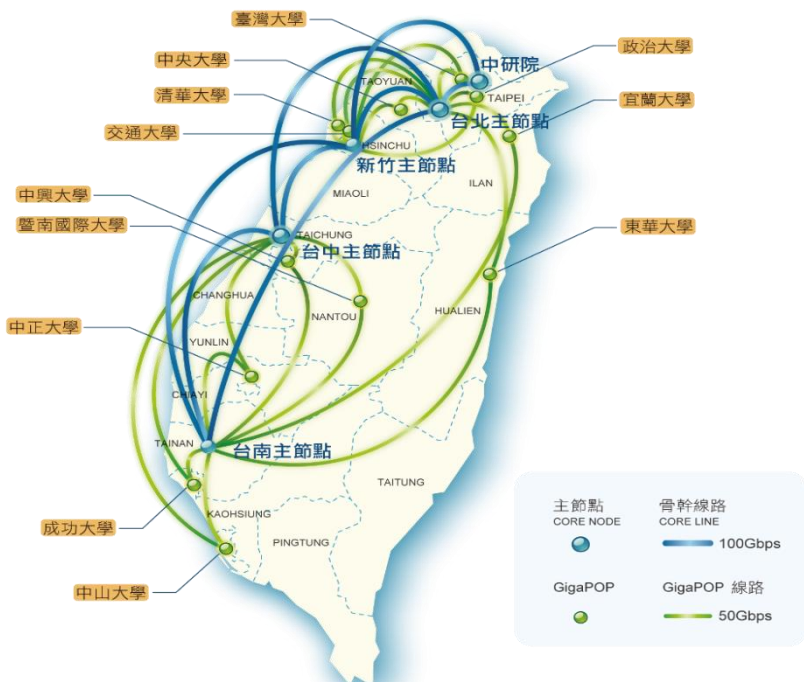 臺灣大學
中央大學
清華大學
交通大學
中興大學
暨南國際大學
中正大學
成功大學
中山大學
中研院
政治大學
宜蘭大學
東華大學
TAOYUAN
TAIPEI
台北主節點
HSINCHU
新竹主節點
MIAOLI
ILAN
TAICHUNG
台中主節點
CHANGHUA
NANTOU
HUALIEN
YUNLIN
CHIAYI
TAINAN
台南主節點
TAITUNG
KAOHSIUNG
PINGTUNG
主節點
CORE NODE
骨幹線路
CORE LINE
100Gbps
GigaPOP
GigaPOP 線路
50Gbps